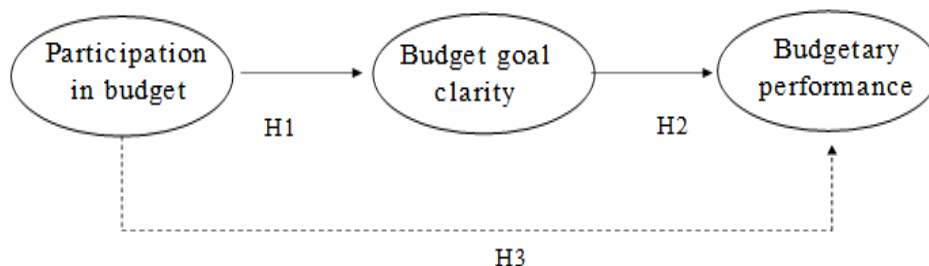 Participation
in budget
Budget goal
clarity
Budgetary
performance
H1
H2
H3